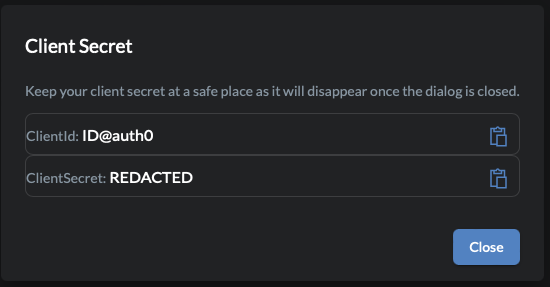 Client Secret
Keep your client secret at a safe place as it will disappear once the dialog is closed.
ClientId: ID@auth0
ClientSecret: REDACTED
Close